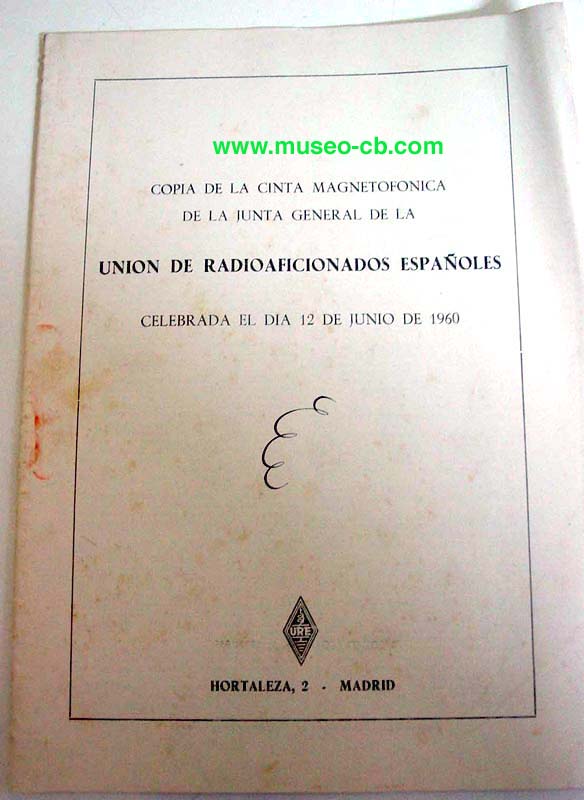 www.museo-cb.com
COPIA DE LA CINTA MAGNETOFONICA
DE LA JUNTA GENERAL DE LA
UNION DE RADIOAFICIONADOS ESPAÑOLES
CELEBRADA EL DIA 12 DE JUNIO DE 1960
URE
HORTALEZA, 2 - MADRID